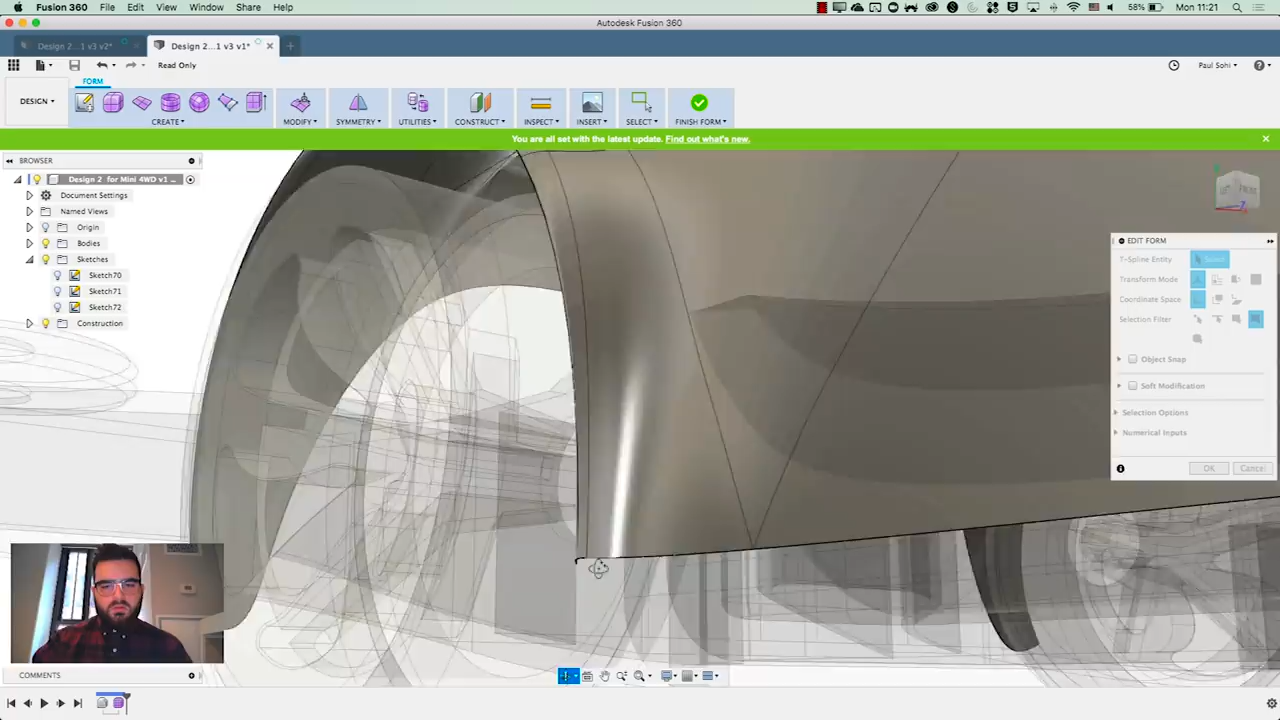 Fusion 360 File Edit View Window Share Help 58% Mon 11:21
Autodesk Fusion 360
Design 2...1 v3 v2* Design 2...1 v3 v1*
Read Only Paul Sohi
FORM
DESIGN
CREATE MODIFY SYMMETRY UTILITIES CONSTRUCT INSPECT INSERT SELECT FINISH FORM
You are all set with the latest update. Find out what's new.
BROWSER
Design 2 for Mini 4WD v1 ...
Document Settings
Named Views
Origin
Bodies
Sketches
Sketch70
Sketch71
Sketch72
Construction
EDIT FORM
T-Spline Entity Select
Transform Mode
Coordinate Space
Selection Filter
Object Snap
Soft Modification
Selection Options
Numerical Inputs
OK Cancel
COMMENTS